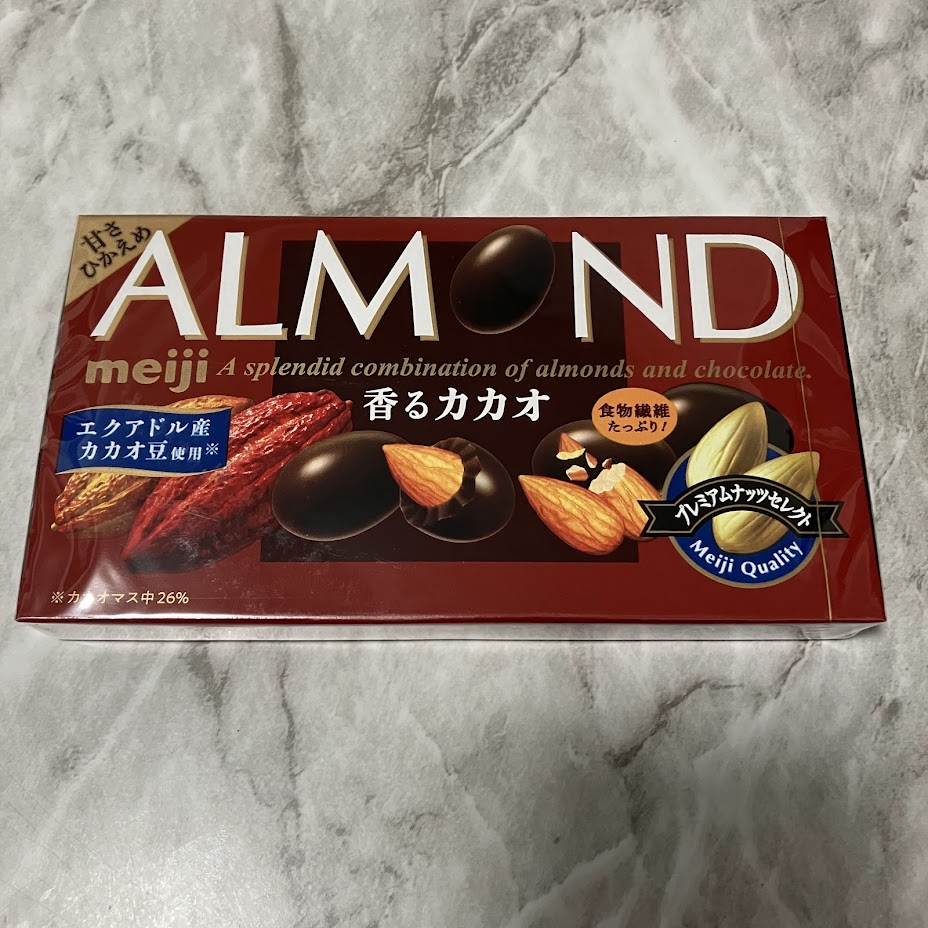 甘さ
ひかえめ
ALMOND
meiji A splendid combination of almonds and chocolate.
香るカカオ
エクアドル産
カカオ豆使用※
食物繊維
たっぷり!
プレミアムナッツセレクト
Meiji Quality
※カカオマス中26%